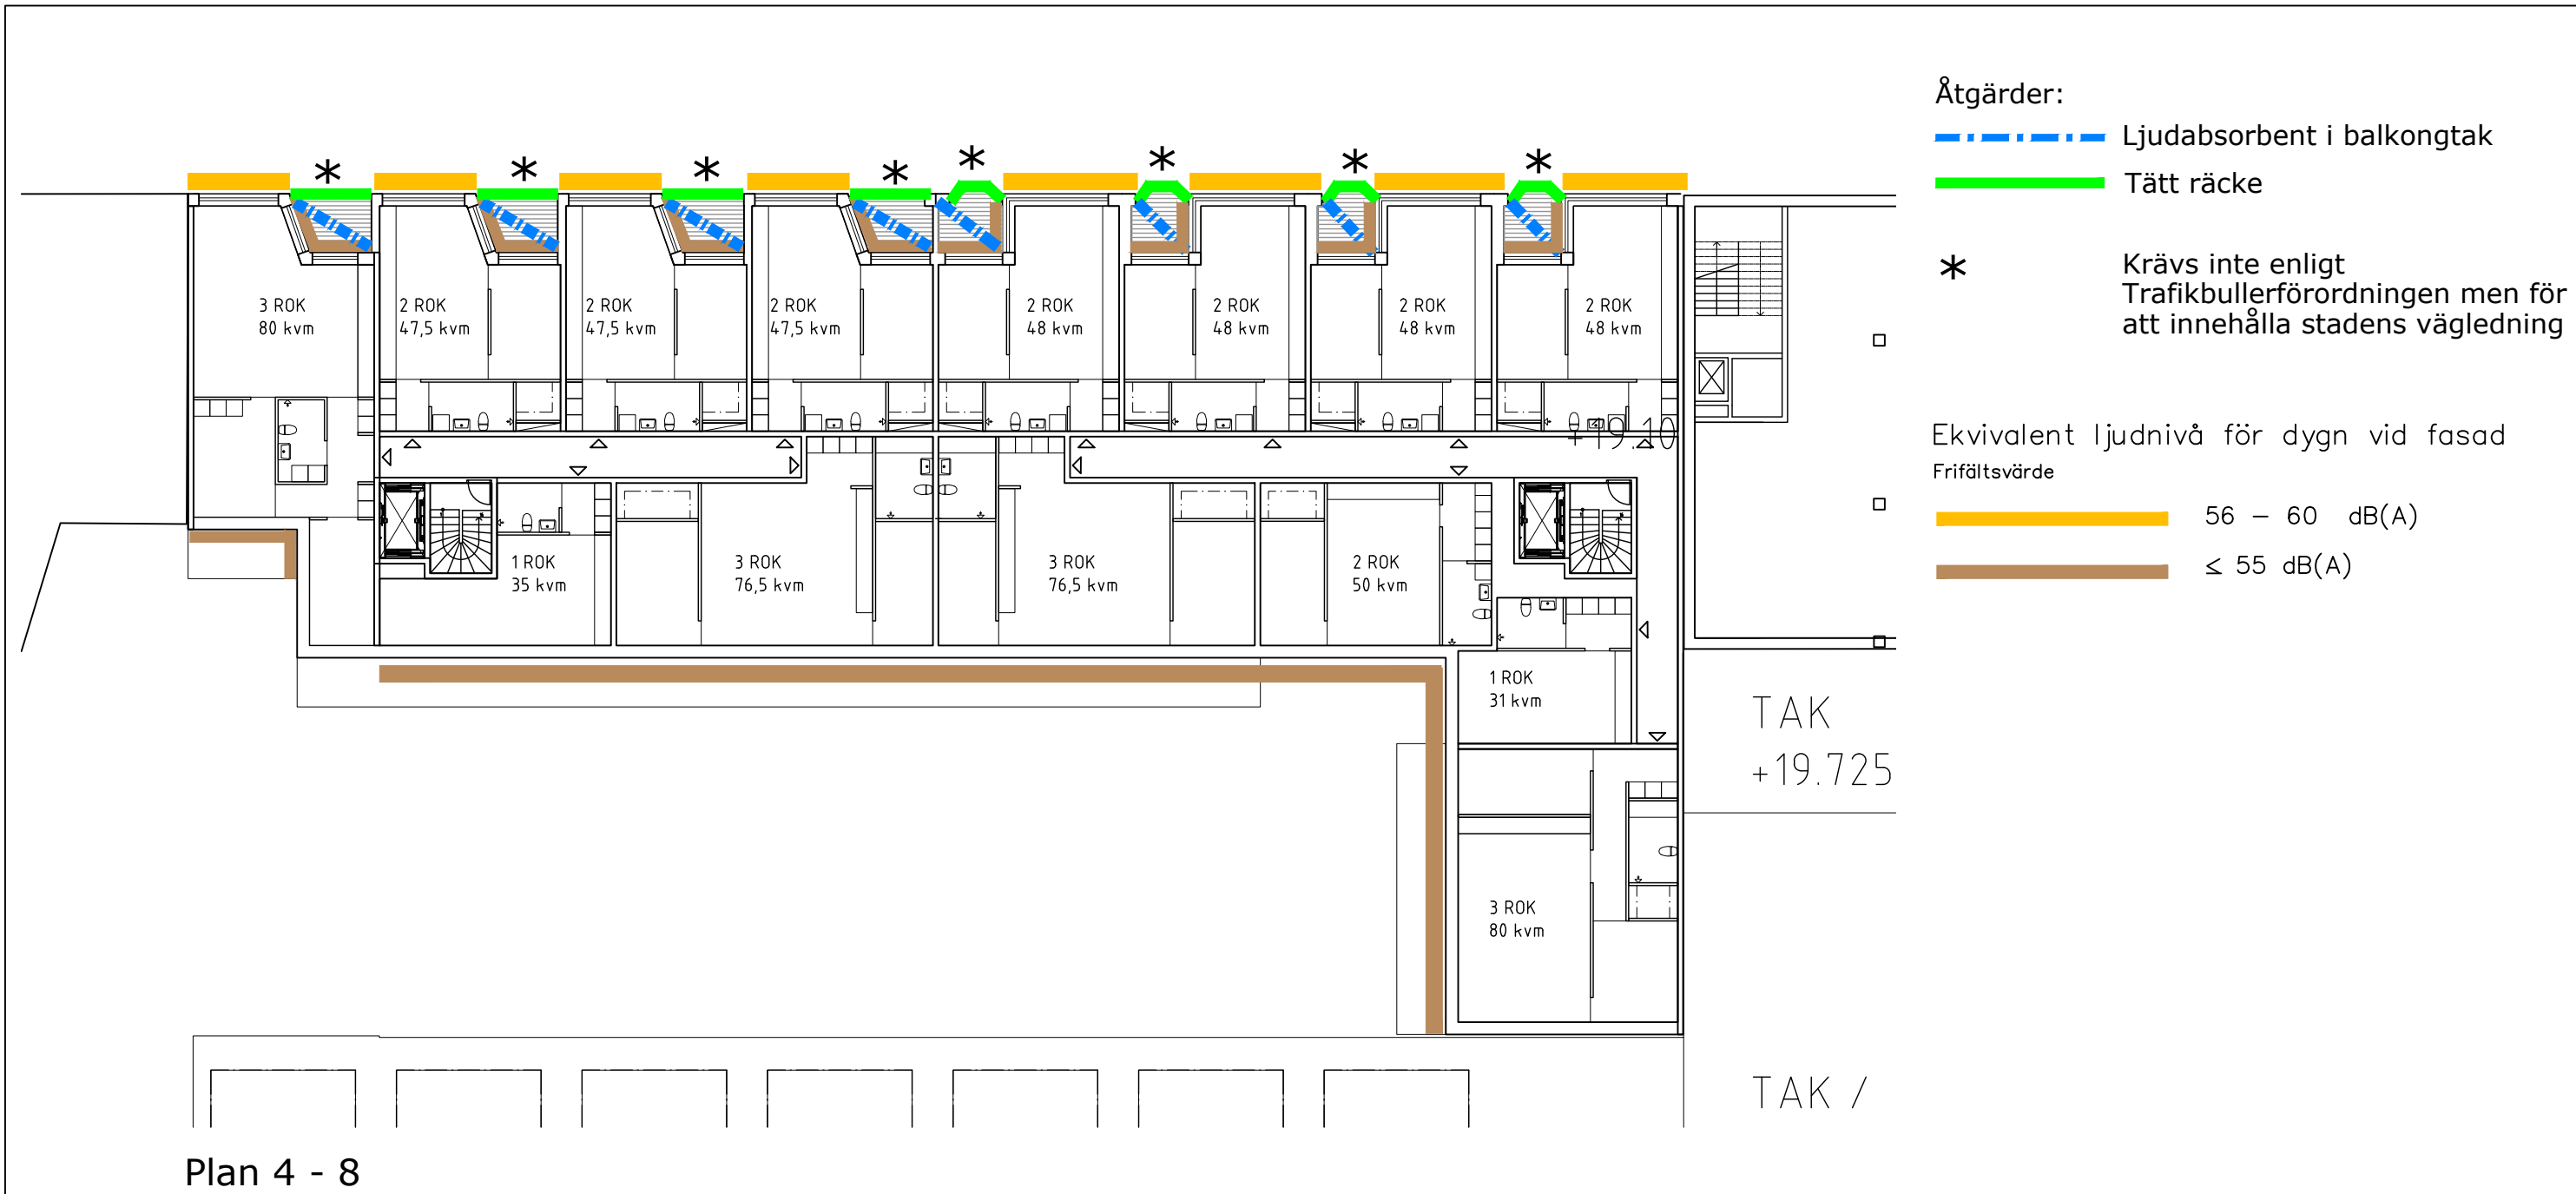 Åtgärder:
Ljudabsorbent i balkongtak
Tätt räcke
* * * * * * * *
* Krävs inte enligt
Trafikbullerförordningen men för
att innehålla stadens vägledning
3 ROK
80 kvm
2 ROK
47,5 kvm
2 ROK
47,5 kvm
2 ROK
47,5 kvm
2 ROK
48 kvm
2 ROK
48 kvm
2 ROK
48 kvm
2 ROK
48 kvm
+19.10
Ekvivalent ljudnivå för dygn vid fasad
Frifältsvärde
56 – 60 dB(A)
≤ 55 dB(A)
1 ROK
35 kvm
3 ROK
76,5 kvm
3 ROK
76,5 kvm
2 ROK
50 kvm
1 ROK
31 kvm
TAK
+19.725
3 ROK
80 kvm
TAK /
Plan 4 - 8